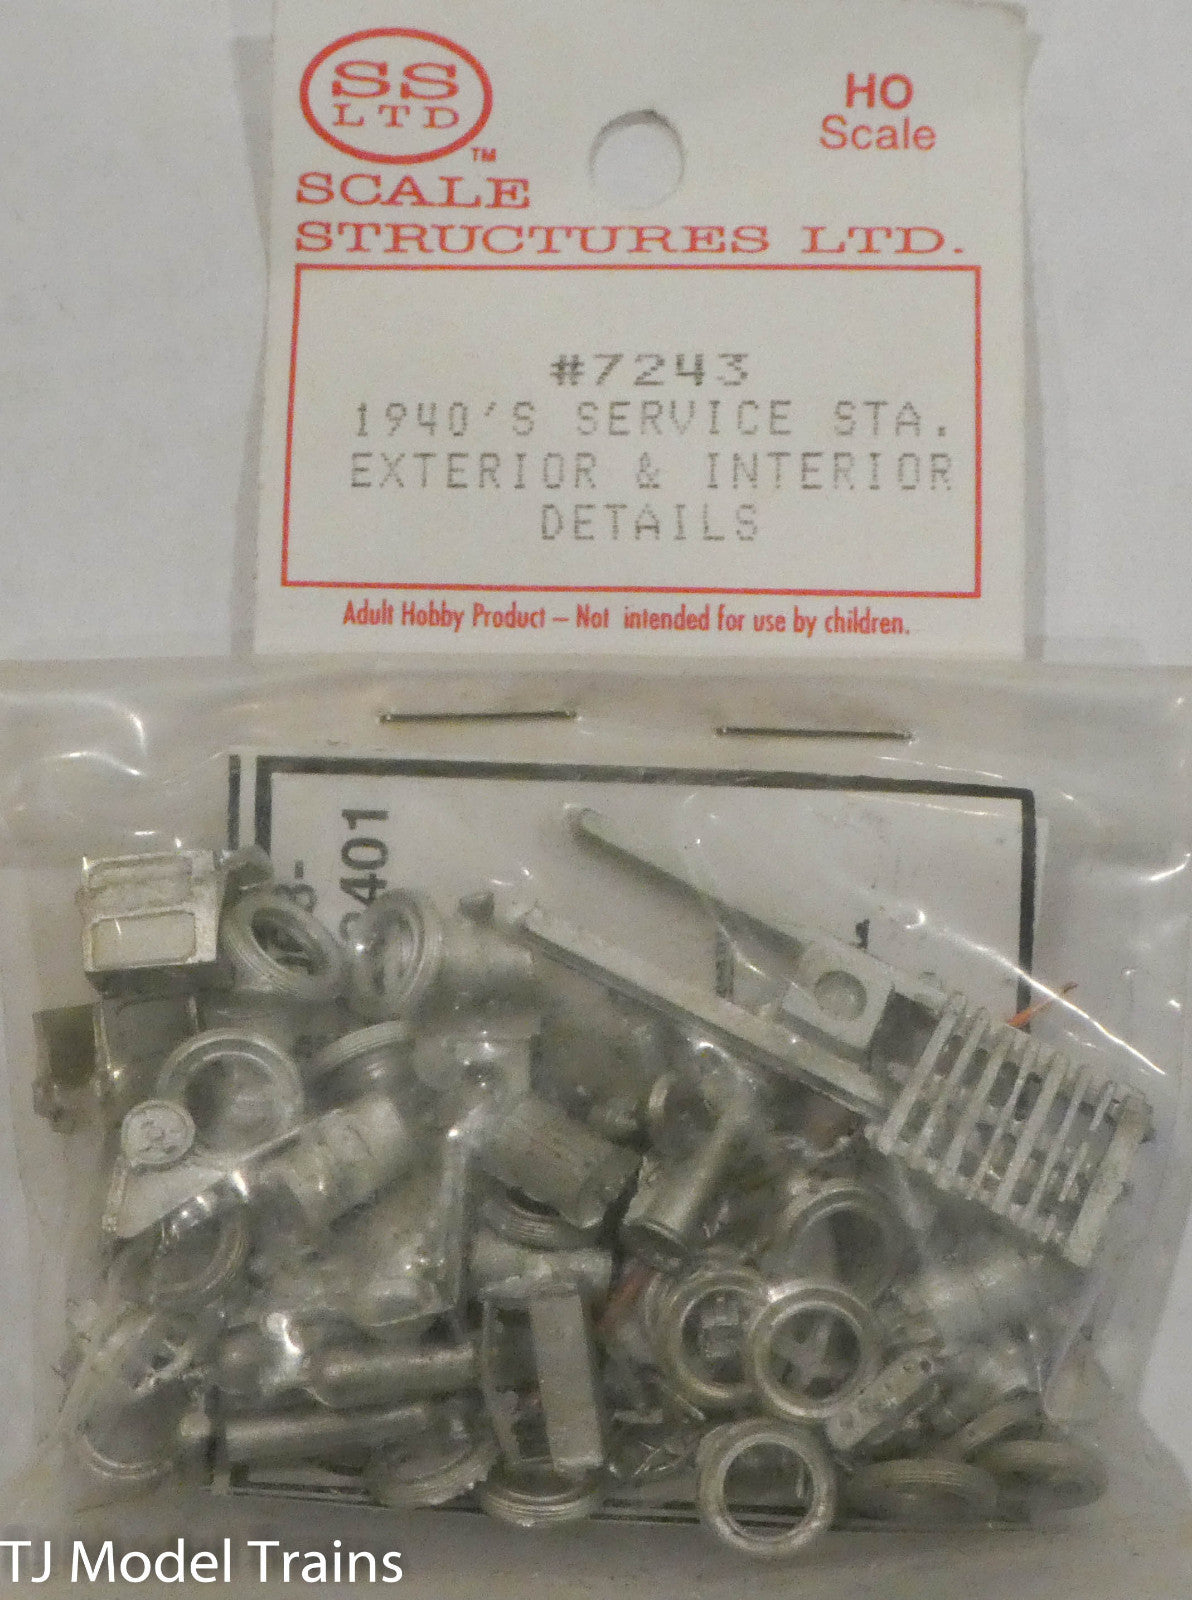 SS
LTD
TM
HO
Scale
SCALE
STRUCTURES LTD.
#7243
1940'S SERVICE STA.
EXTERIOR & INTERIOR
DETAILS
Adult Hobby Product – Not intended for use by children.
TJ Model Trains